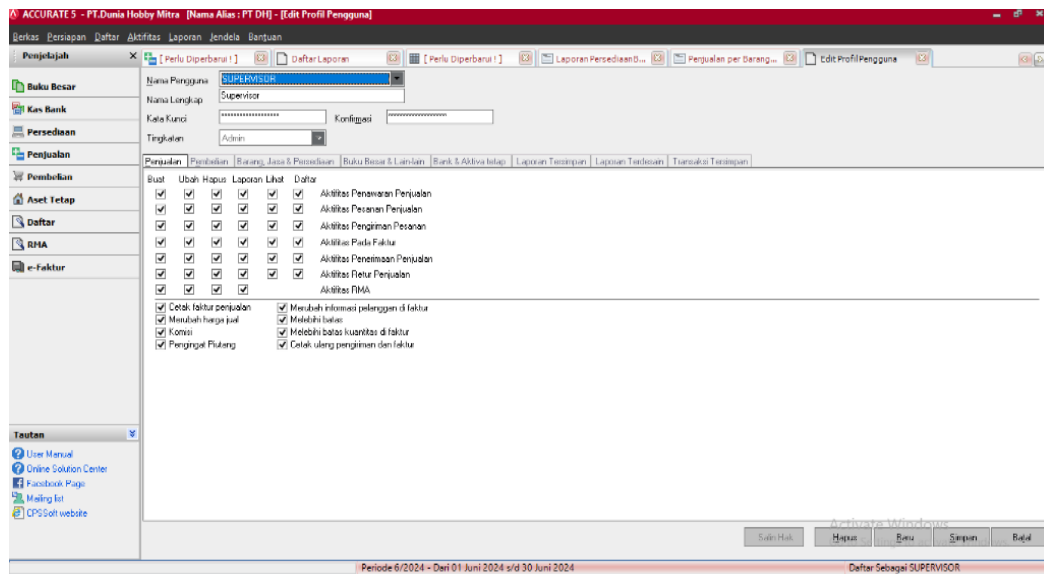 ACCURATE 5 - PT.Dunia Hobby Mitra [Nama Alias : PT DH] - [Edit Profil Pengguna]
Berkas Persiapan Daftar Aktifitas Laporan Jendela Bantuan
Penjelajah
[ Perlu Diperbarui ! ] Daftar Laporan [ Perlu Diperbarui ! ] Laporan Persediaan B... Penjualan per Barang... Edit Profil Pengguna
Buku Besar
Kas Bank
Persediaan
Penjualan
Pembelian
Aset Tetap
Daftar
RMA
e-Faktur
Nama Pengguna SUPERVISOR
Nama Lengkap Supervisor
Kata Kunci Konfirmasi
Tingkatan Admin
Penjualan Pembelian Barang, Jasa & Persediaan Buku Besar & Lain-lain Bank & Aktiva tetap Laporan Tersimpan Laporan Terdesain Transaksi Tersimpan
Buat Ubah Hapus Laporan Lihat Daftar
Aktifitas Penawaran Penjualan
Aktifitas Pesanan Penjualan
Aktifitas Pengiriman Pesanan
Aktifitas Pada Faktur
Aktifitas Penerimaan Penjualan
Aktifitas Retur Penjualan
Aktifitas RMA
Cetak faktur penjualan Merubah informasi pelanggan di faktur
Merubah harga jual Melebihi batas
Komisi Melebihi batas kuantitas di faktur
Pengingat Piutang Cetak ulang pengiriman dan faktur
Tautan
User Manual
Online Solution Center
Facebook Page
Mailing list
CPSSoft website
Activate Windows
Salin Hak Hapus Baru Simpan Batal
Periode 6/2024 - Dari 01 Juni 2024 s/d 30 Juni 2024 Daftar Sebagai SUPERVISOR